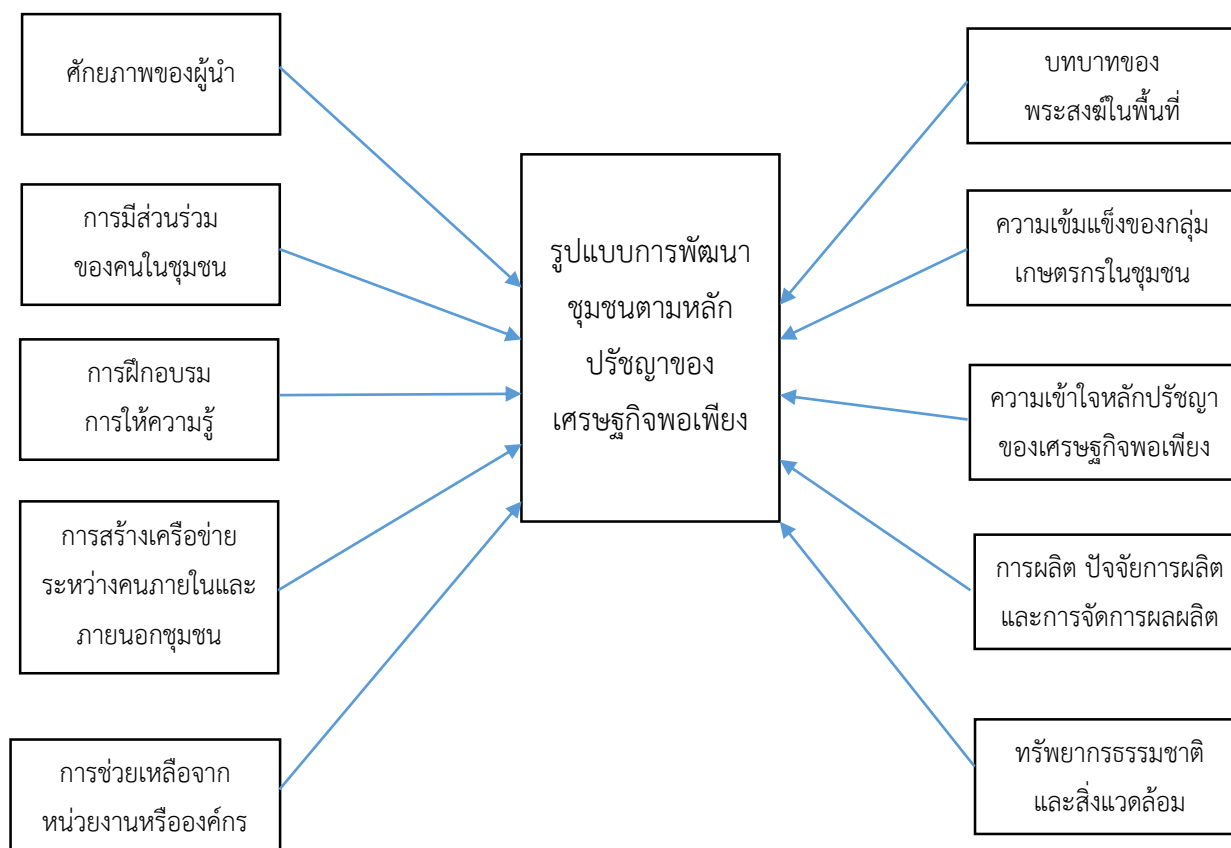 ศักยภาพของผู้นำ
การมีส่วนร่วม
ของคนในชุมชน
การฝึกอบรม
การให้ความรู้
การสร้างเครือข่าย
ระหว่างคนภายในและ
ภายนอกชุมชน
การช่วยเหลือจาก
หน่วยงานหรือองค์กร
รูปแบบการพัฒนา
ชุมชนตามหลัก
ปรัชญาของ
เศรษฐกิจพอเพียง
บทบาทของ
พระสงฆ์ในพื้นที่
ความเข้มแข็งของกลุ่ม
เกษตรกรในชุมชน
ความเข้าใจหลักปรัชญา
ของเศรษฐกิจพอเพียง
การผลิต ปัจจัยการผลิต
และการจัดการผลผลิต
ทรัพยากรธรรมชาติ
และสิ่งแวดล้อม